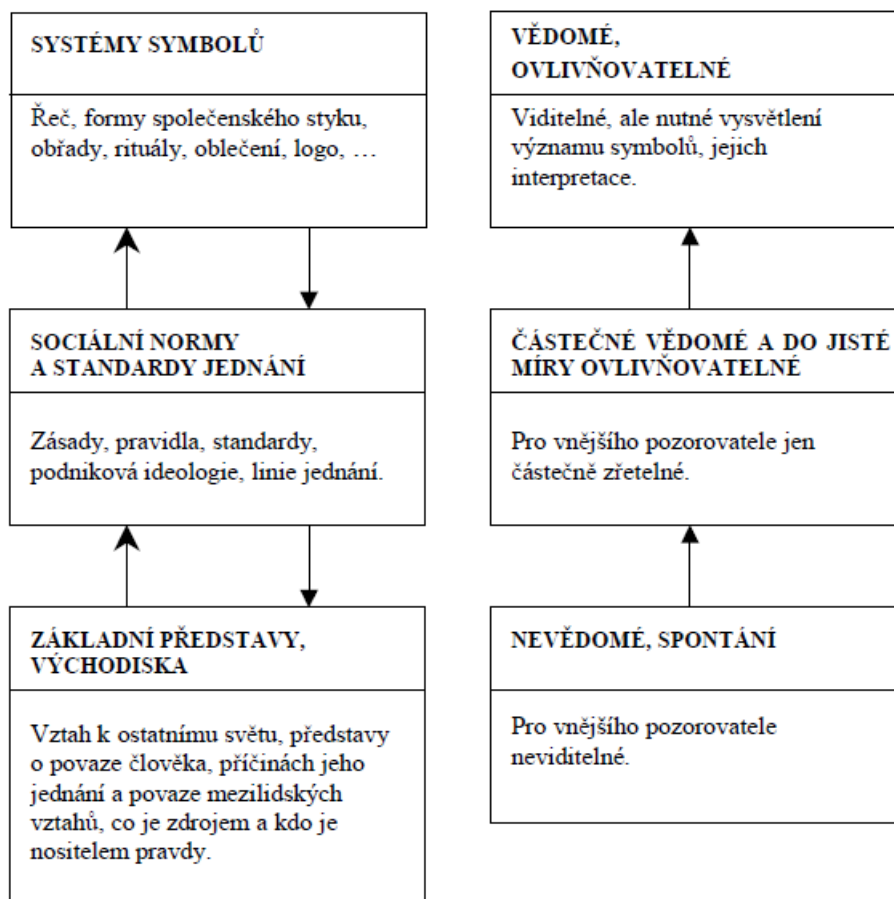 SYSTÉMY SYMBOLŮ
Řeč, formy společenského styku,
obřady, rituály, oblečení, logo, …
SOCIÁLNÍ NORMY
A STANDARDY JEDNÁNÍ
Zásady, pravidla, standardy,
podniková ideologie, linie jednání.
ZÁKLADNÍ PŘEDSTAVY,
VÝCHODISKA
Vztah k ostatnímu světu, představy
o povaze člověka, příčinách jeho
jednání a povaze mezilidských
vztahů, co je zdrojem a kdo je
nositelem pravdy.
VĚDOMÉ,
OVLIVŇOVATELNÉ
Viditelné, ale nutné vysvětlení
významu symbolů, jejich
interpretace.
ČÁSTEČNÉ VĚDOMÉ A DO JISTÉ
MÍRY OVLIVŇOVATELNÉ
Pro vnějšího pozorovatele jen
částečně zřetelné.
NEVĚDOMÉ, SPONTÁNÍ
Pro vnějšího pozorovatele
neviditelné.